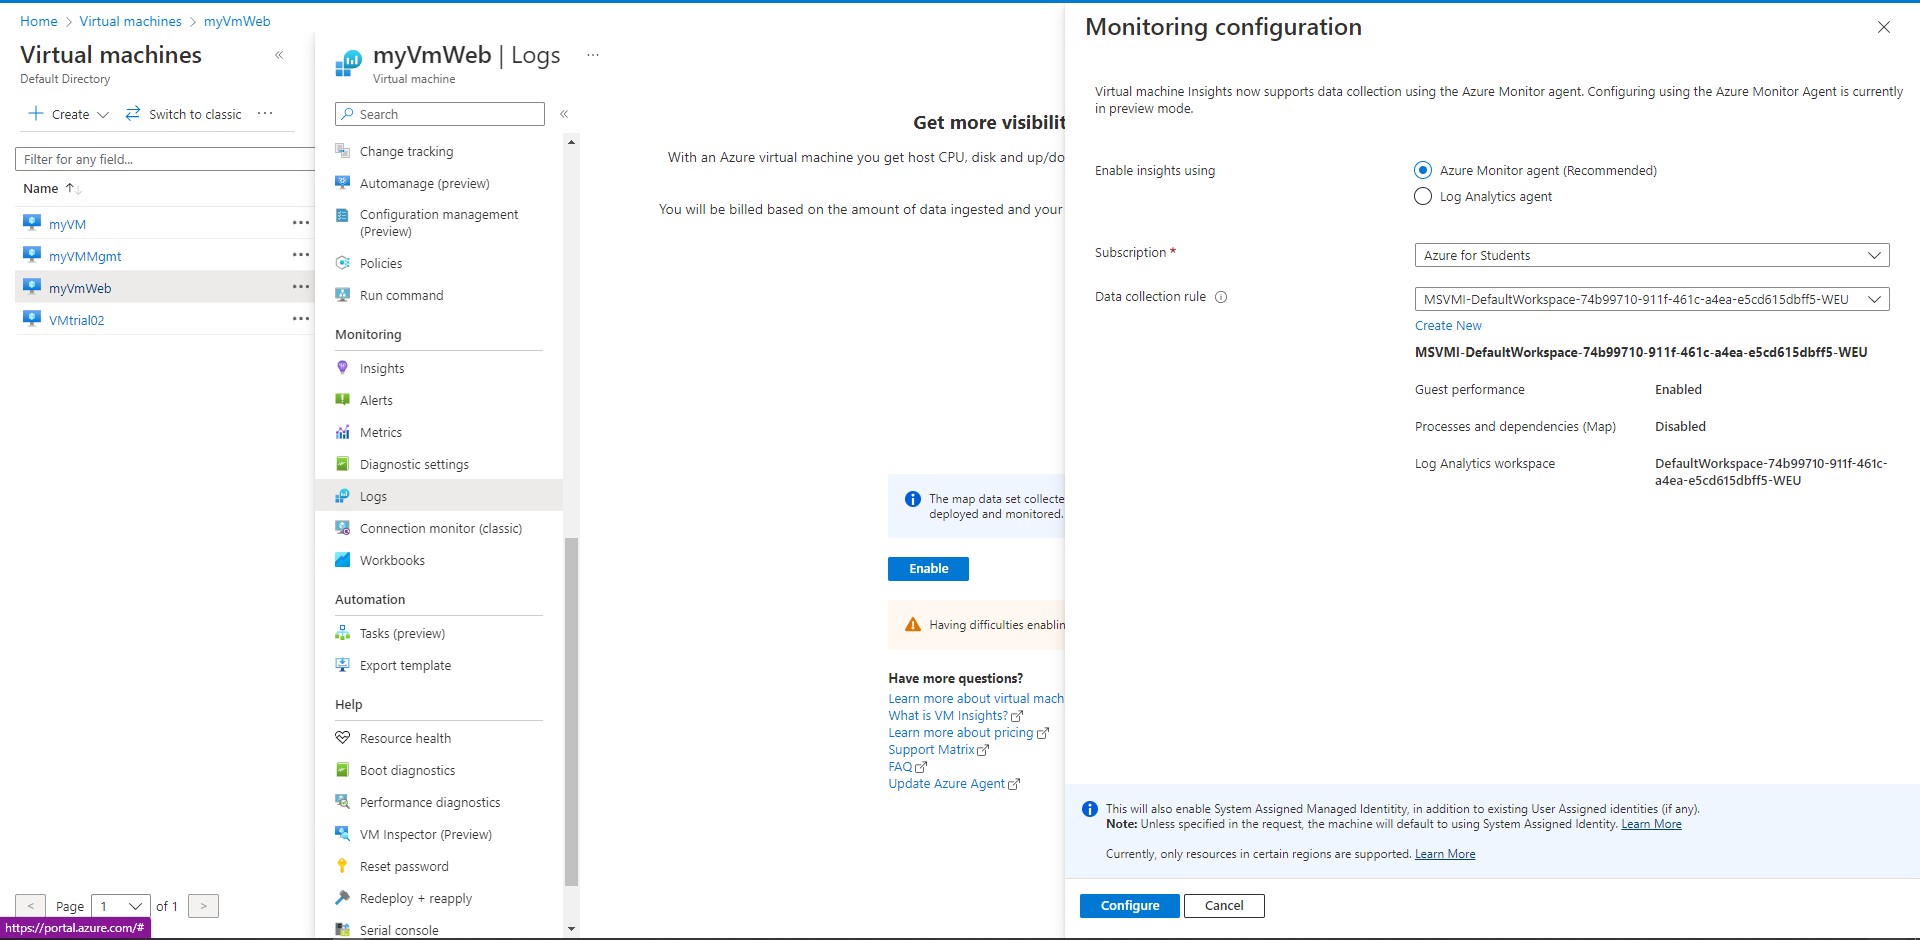 Home > Virtual machines > myVmWeb
Virtual machines
Default Directory
Create
Switch to classic
Filter for any field...
Name
myVM
myVMMgmt
myVmWeb
VMtrial02
< Page 1 of 1 >
https://portal.azure.com/#
myVmWeb | Logs
Virtual machine
Search
Change tracking
Automanage (preview)
Configuration management
(Preview)
Policies
Run command
Monitoring
Insights
Alerts
Metrics
Diagnostic settings
Logs
Connection monitor (classic)
Workbooks
Automation
Tasks (preview)
Export template
Help
Resource health
Boot diagnostics
Performance diagnostics
VM Inspector (Preview)
Reset password
Redeploy + reapply
Serial console
Get more visibilit
With an Azure virtual machine you get host CPU, disk and up/do
You will be billed based on the amount of data ingested and your
The map data set collecte
deployed and monitored.
Enable
Having difficulties enablin
Have more questions?
Learn more about virtual mach
What is VM Insights?
Learn more about pricing
Support Matrix
FAQ
Update Azure Agent
Monitoring configuration
Virtual machine Insights now supports data collection using the Azure Monitor agent. Configuring using the Azure Monitor Agent is currently
in preview mode.
Enable insights using
Azure Monitor agent (Recommended)
Log Analytics agent
Subscription *
Azure for Students
Data collection rule
MSVMI-DefaultWorkspace-74b99710-911f-461c-a4ea-e5cd615dbff5-WEU
Create New
MSVMI-DefaultWorkspace-74b99710-911f-461c-a4ea-e5cd615dbff5-WEU
Guest performance Enabled
Processes and dependencies (Map) Disabled
Log Analytics workspace DefaultWorkspace-74b99710-911f-461c-
a4ea-e5cd615dbff5-WEU
This will also enable System Assigned Managed Identitity, in addition to existing User Assigned identities (if any).
Note: Unless specified in the request, the machine will default to using System Assigned Identity. Learn More
Currently, only resources in certain regions are supported. Learn More
Configure
Cancel